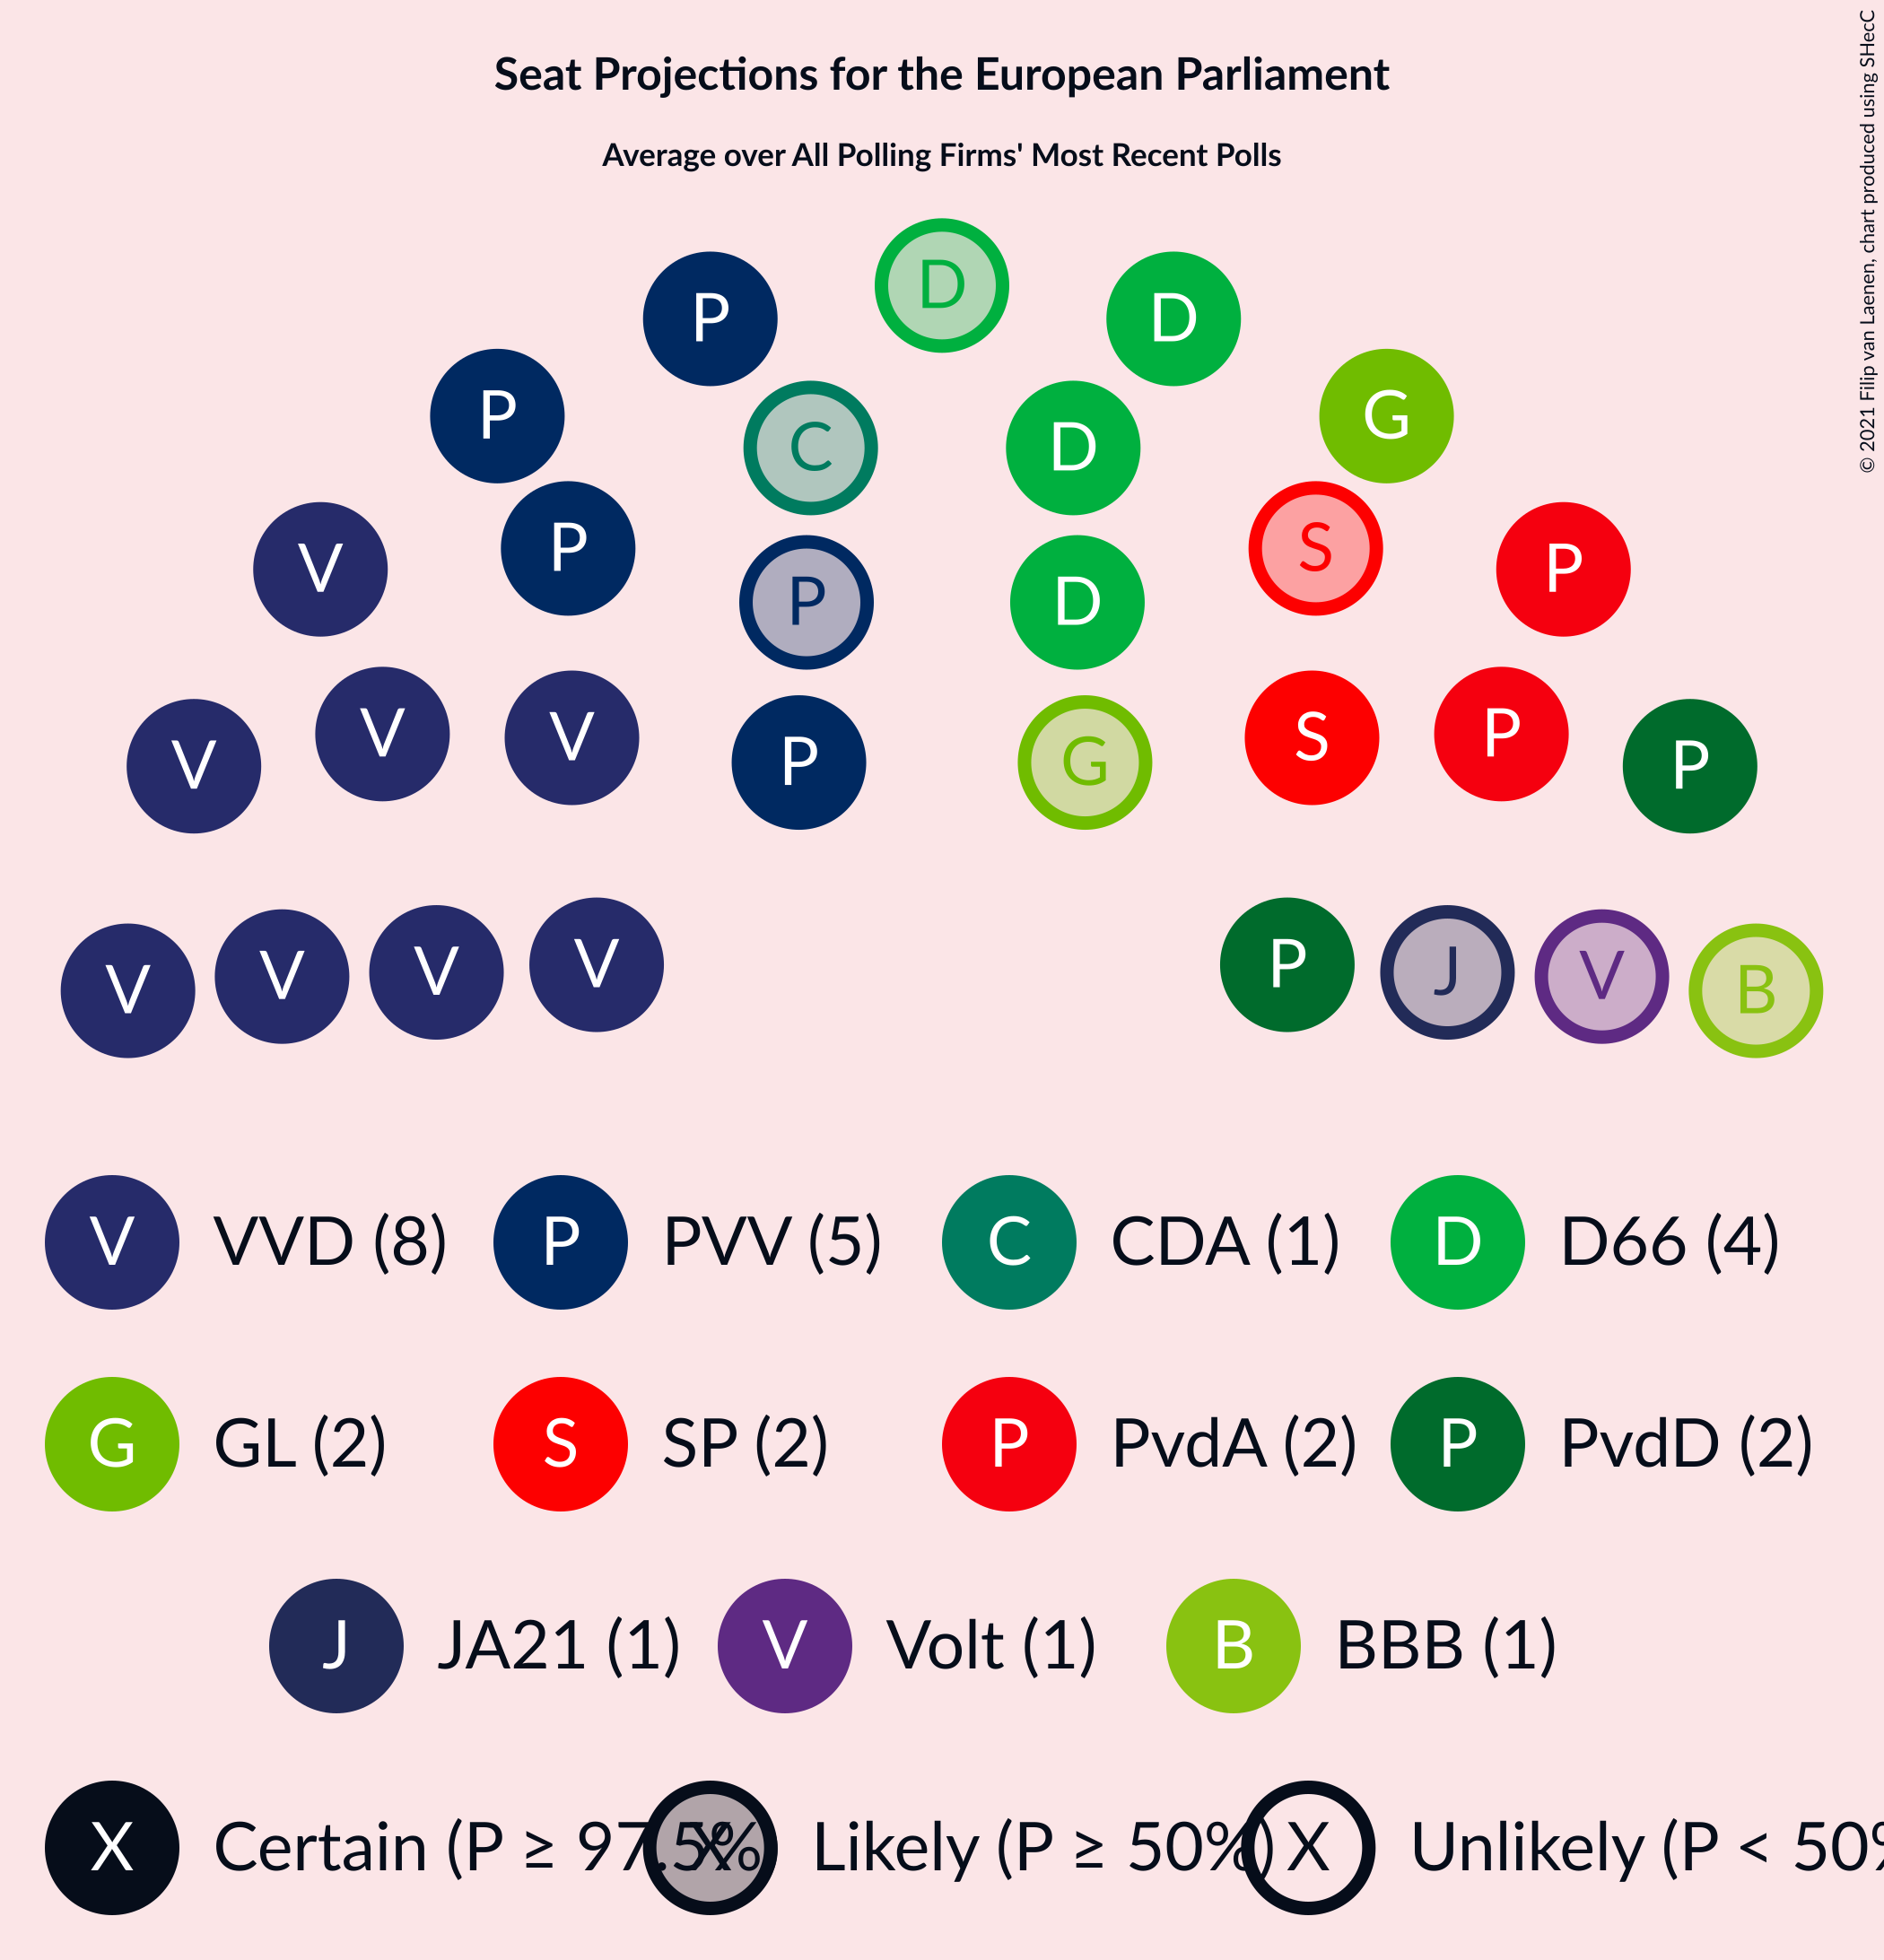 Seat Projections for the European Parliament
Average over All Polling Firms' Most Recent Polls
© 2021 Filip van Laenen, chart produced using SHecC
D
P D
P G
C D
P S
V P
P D
V V P G S P
V P
V V V V P J V B
V VVD (8) P PVV (5) C CDA (1) D D66 (4)
G GL (2) S SP (2) P PvdA (2) P PvdD (2)
J JA21 (1) V Volt (1) B BBB (1)
X Certain (P ≥ 97.5% X Likely (P ≥ 50%) X Unlikely (P < 50%